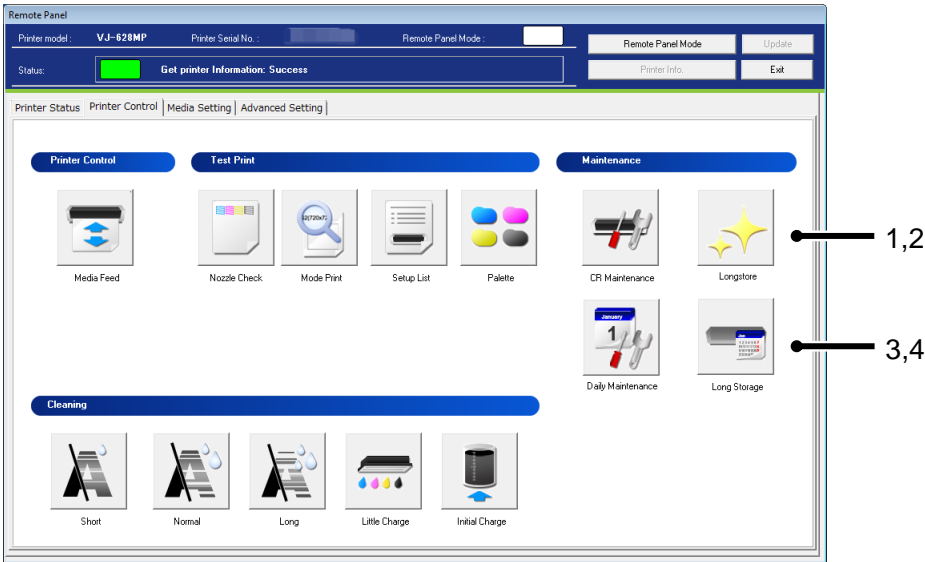 Remote Panel
Printer model : VJ-628MP Printer Serial No. : Remote Panel Mode :
Remote Panel Mode Update
Status: Get printer Information: Success
Printer Info. Exit
Printer Status Printer Control Media Setting Advanced Setting
Printer Control Test Print Maintenance
Media Feed Nozzle Check Mode Print Setup List Palette CR Maintenance Longstore
1,2
January
1
3,4
Daily Maintenance Long Storage
Cleaning
Short Normal Long Little Charge Initial Charge